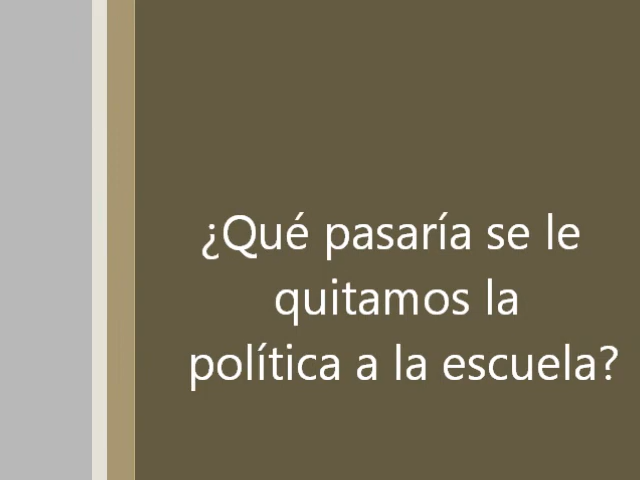 ¿Qué pasaría se le
quitamos la
política a la escuela?